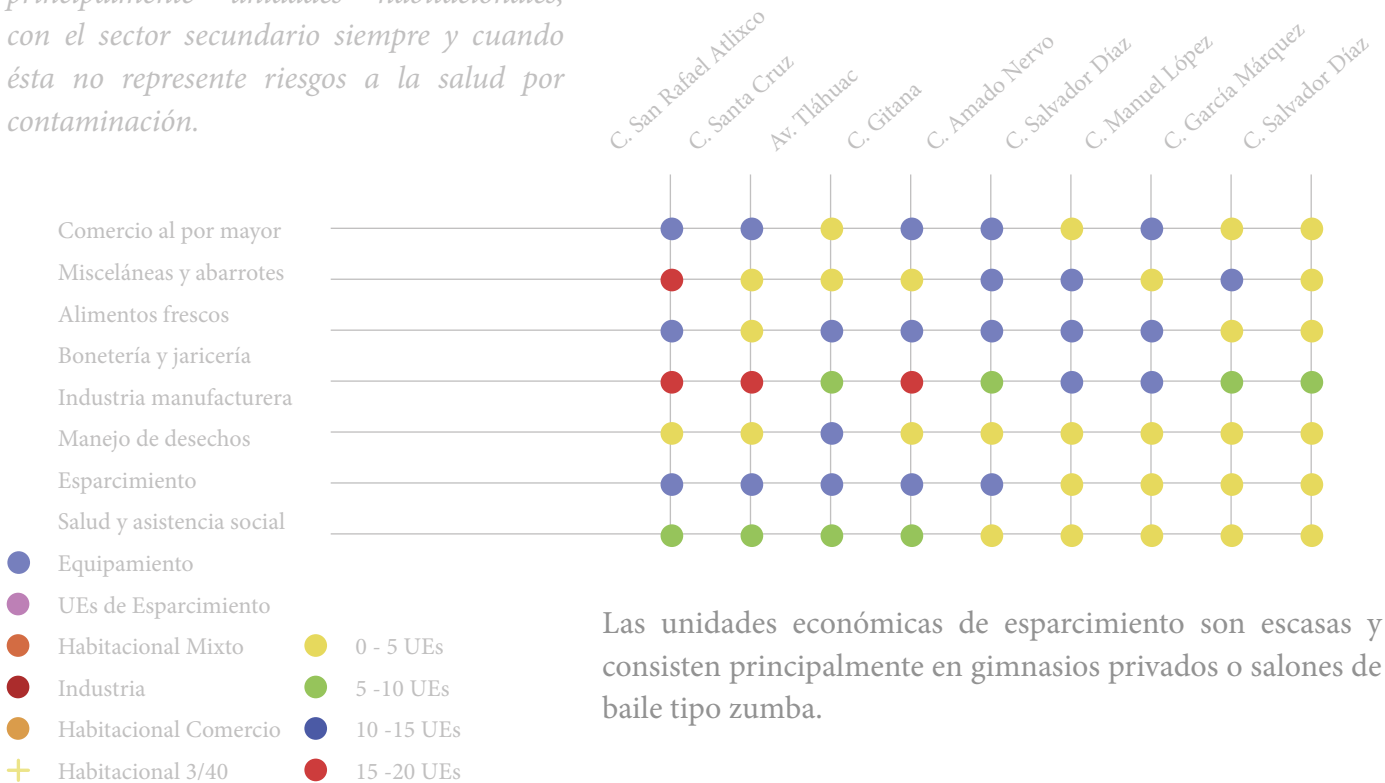 principalmente unidades habitacionales,
con el sector secundario siempre y cuando
ésta no represente riesgos a la salud por
contaminación.
C. San Rafael Atlixco
C. Santa Cruz
Av. Tláhuac
C. Gitana
C. Amado Nervo
C. Salvador Díaz
C. Manuel López
C. García Márquez
C. Salvador Díaz
Comercio al por mayor
Misceláneas y abarrotes
Alimentos frescos
Bonetería y jaricería
Industria manufacturera
Manejo de desechos
Esparcimiento
Salud y asistencia social
Equipamiento
UEs de Esparcimiento
Habitacional Mixto
Industria
Habitacional Comercio
Habitacional 3/40
0 - 5 UEs
5 -10 UEs
10 -15 UEs
15 -20 UEs
Las unidades económicas de esparcimiento son escasas y
consisten principalmente en gimnasios privados o salones de
baile tipo zumba.